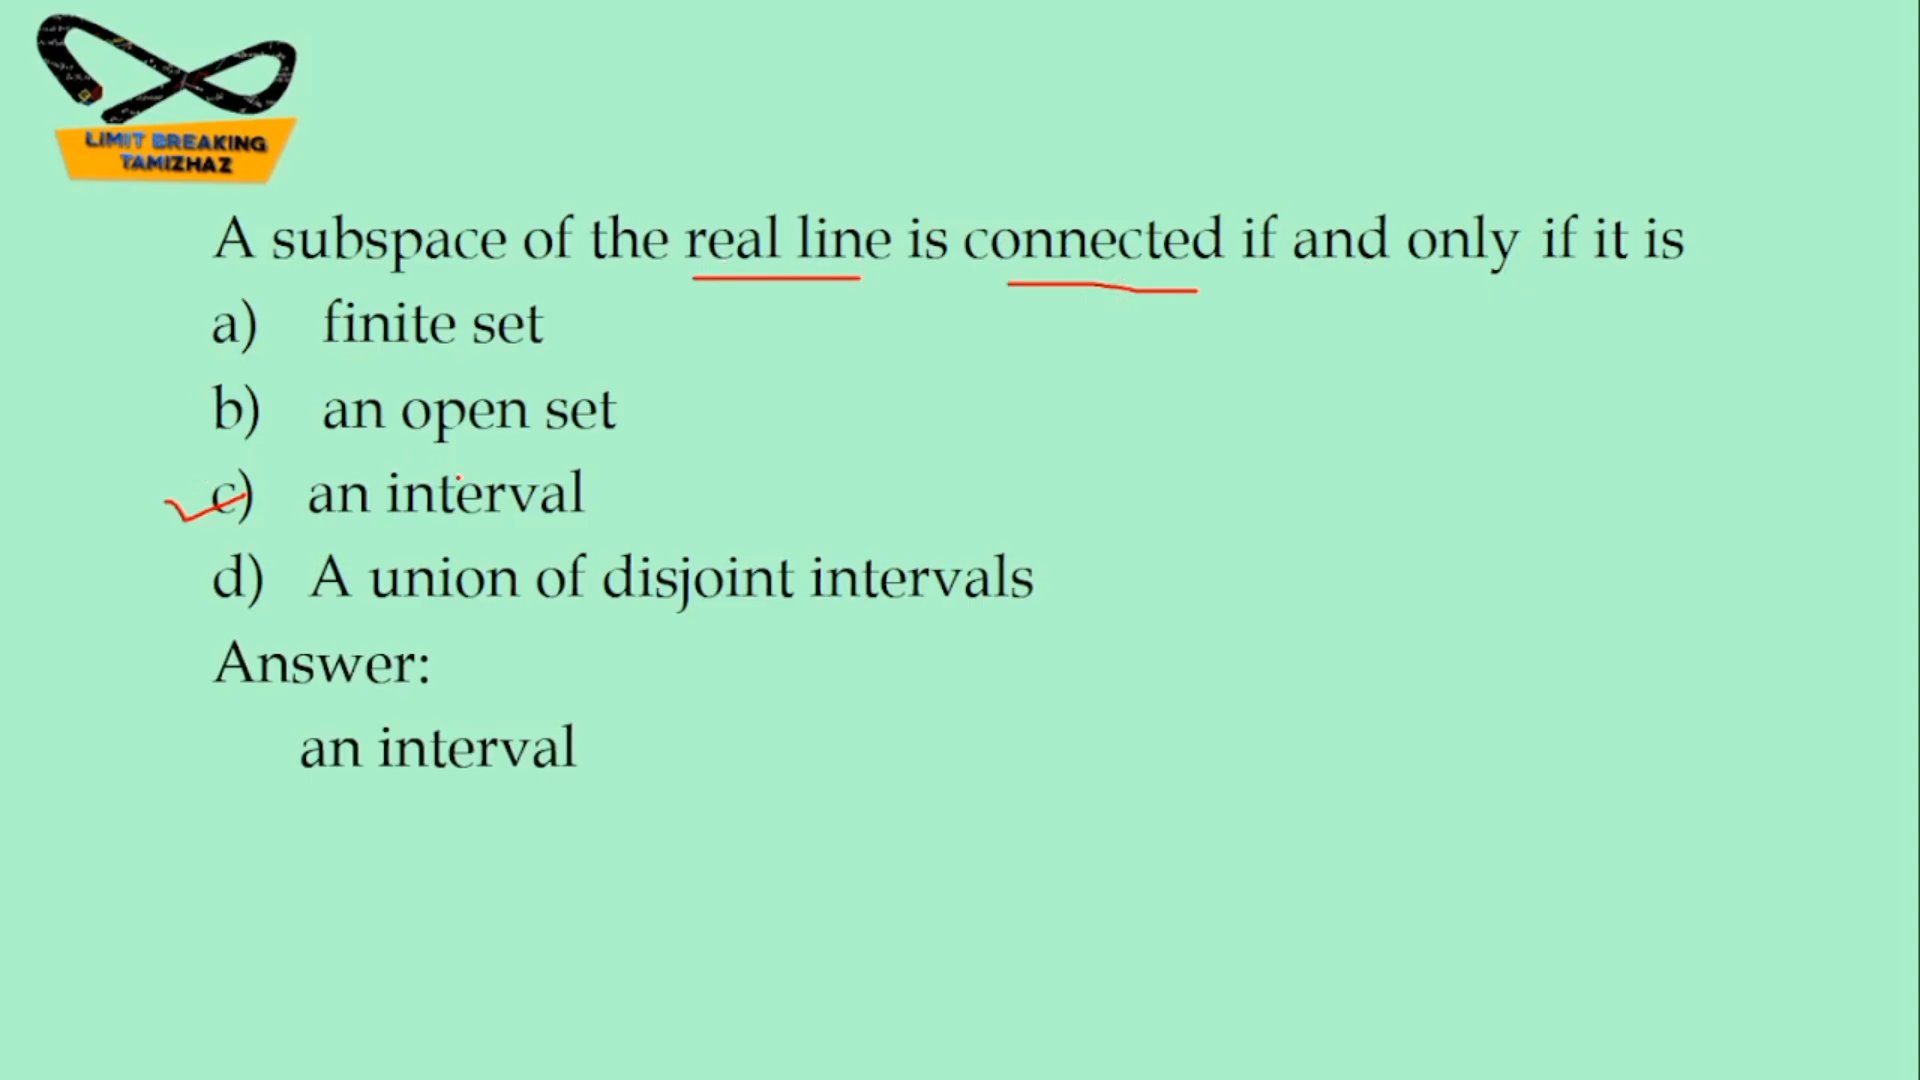 LIMIT BREAKING
TAMIZHAZ
A subspace of the real line is connected if and only if it is
a) finite set
b) an open set
c) an interval
d) A union of disjoint intervals
Answer:
an interval